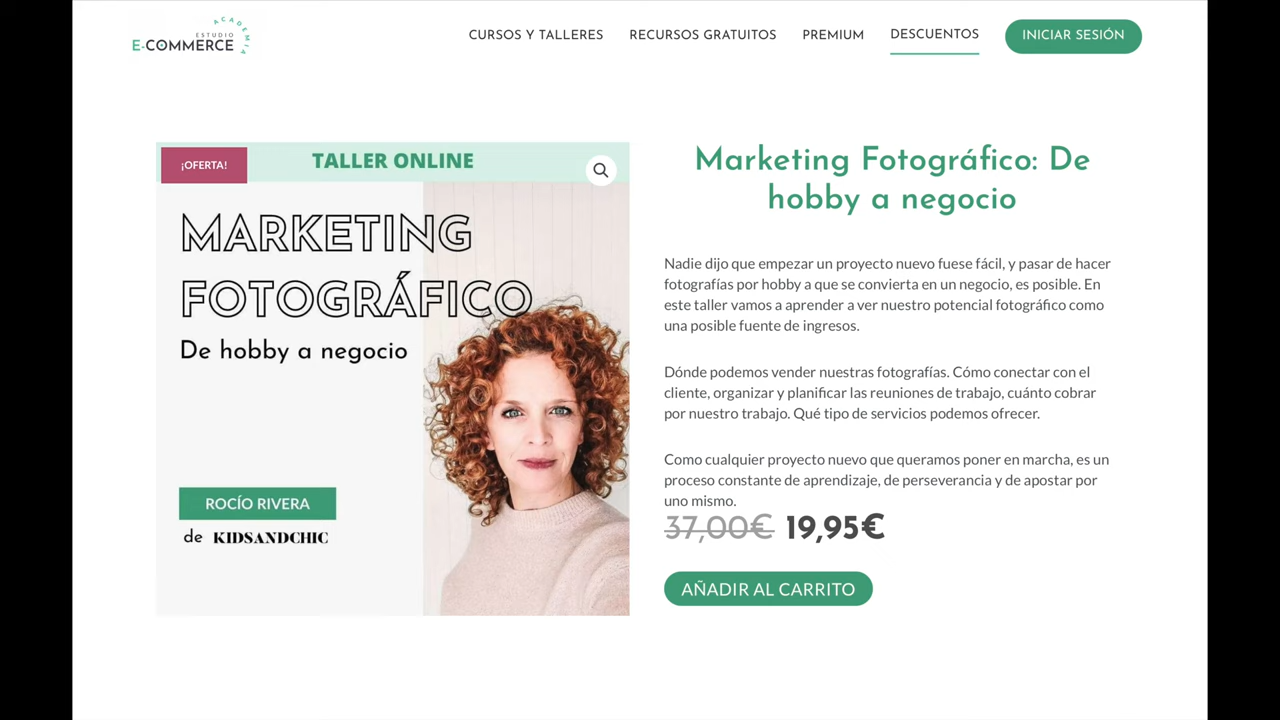 ACADEMIA
ESTUDIO
E-COMMERCE
CURSOS Y TALLERES
RECURSOS GRATUITOS
PREMIUM
DESCUENTOS
INICIAR SESIÓN
¡OFERTA!
TALLER ONLINE
MARKETING
FOTOGRÁFICO
De hobby a negocio
ROCÍO RIVERA
de KIDSANDCHIC
Marketing Fotográfico: De
hobby a negocio
Nadie dijo que empezar un proyecto nuevo fuese fácil, y pasar de hacer
fotografías por hobby a que se convierta en un negocio, es posible. En
este taller vamos a aprender a ver nuestro potencial fotográfico como
una posible fuente de ingresos.
Dónde podemos vender nuestras fotografías. Cómo conectar con el
cliente, organizar y planificar las reuniones de trabajo, cuánto cobrar
por nuestro trabajo. Qué tipo de servicios podemos ofrecer.
Como cualquier proyecto nuevo que queramos poner en marcha, es un
proceso constante de aprendizaje, de perseverancia y de apostar por
uno mismo.
37,00€ 19,95€
AÑADIR AL CARRITO